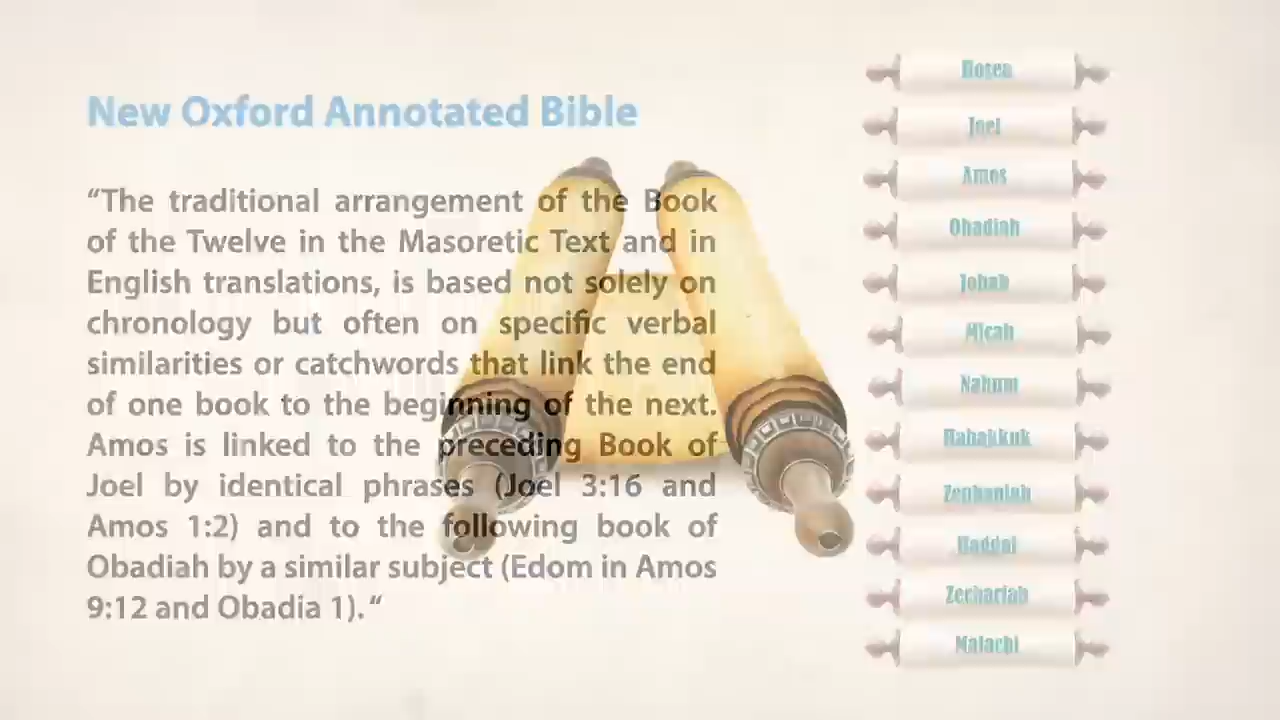 New Oxford Annotated Bible
“The traditional arrangement of the Book
of the Twelve in the Masoretic Text and in
English translations, is based not solely on
chronology but often on specific verbal
similarities or catchwords that link the end
of one book to the beginning of the next.
Amos is linked to the preceding Book of
Joel by identical phrases (Joel 3:16 and
Amos 1:2) and to the following book of
Obadiah by a similar subject (Edom in Amos
9:12 and Obadia 1). “
Hosea
Joel
Amos
Obadiah
Jonah
Micah
Nahum
Habakkuk
Zephaniah
Haggai
Zechariah
Malachi